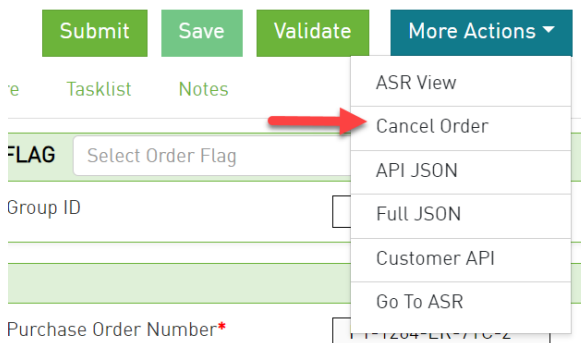 Submit Save Validate More Actions
Tasklist Notes
ASR View
Cancel Order
FLAG Select Order Flag
API JSON
Group ID
Full JSON
Customer API
Go To ASR
Purchase Order Number*